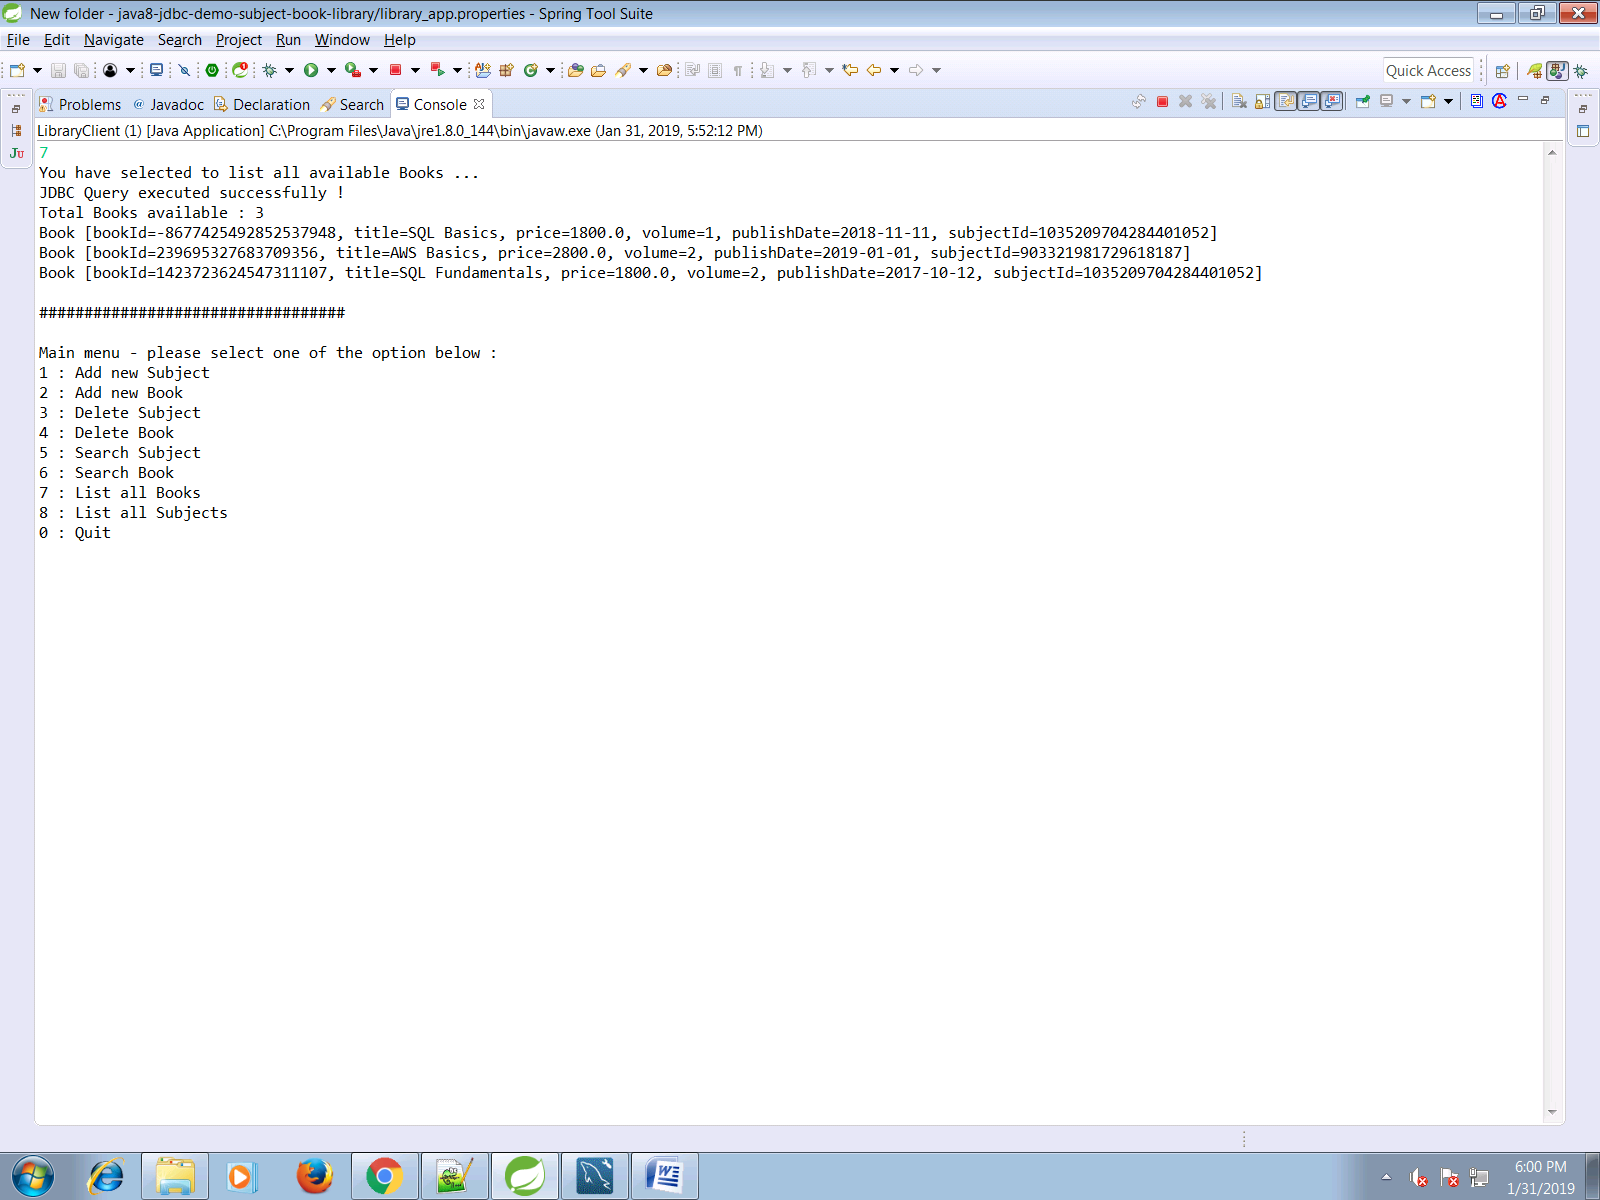 New folder - java8-jdbc-demo-subject-book-library/library_app.properties - Spring Tool Suite
File Edit Navigate Search Project Run Window Help
Quick Access
Problems @ Javadoc Declaration Search Console
LibraryClient (1) [Java Application] C:\Program Files\Java\jre1.8.0_144\bin\javaw.exe (Jan 31, 2019, 5:52:12 PM)
7
You have selected to list all available Books ...
JDBC Query executed successfully !
Total Books available : 3
Book [bookId=-8677425492852537948, title=SQL Basics, price=1800.0, volume=1, publishDate=2018-11-11, subjectId=1035209704284401052]
Book [bookId=239695327683709356, title=AWS Basics, price=2800.0, volume=2, publishDate=2019-01-01, subjectId=903321981729618187]
Book [bookId=1423723624547311107, title=SQL Fundamentals, price=1800.0, volume=2, publishDate=2017-10-12, subjectId=1035209704284401052]
##################################
Main menu - please select one of the option below :
1 : Add new Subject
2 : Add new Book
3 : Delete Subject
4 : Delete Book
5 : Search Subject
6 : Search Book
7 : List all Books
8 : List all Subjects
0 : Quit
6:00 PM
1/31/2019